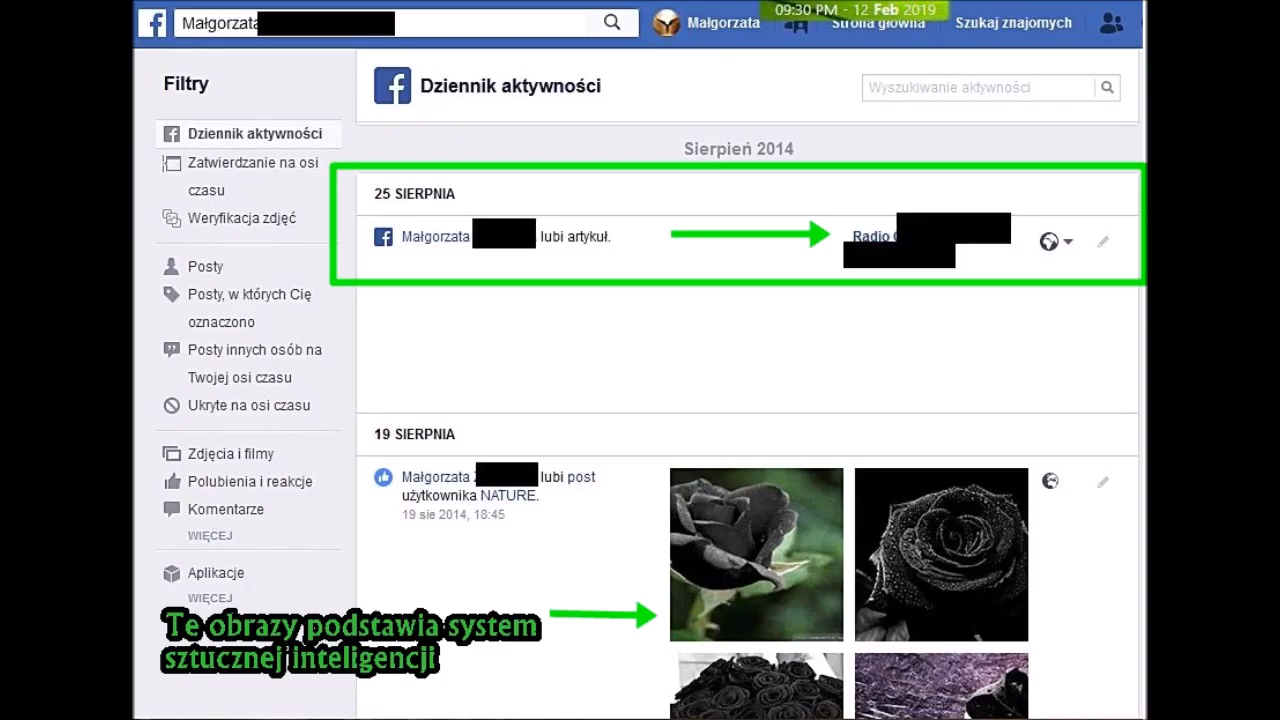 09:30 PM - 12 Feb 2019
Małgorzata
Małgorzata
Strona główna
Szukaj znajomych
Filtry
Dziennik aktywności
Zatwierdzanie na osi
czasu
Weryfikacja zdjęć
Posty
Posty, w których Cię
oznaczono
Posty innych osób na
Twojej osi czasu
Ukryte na osi czasu
Zdjęcia i filmy
Polubienia i reakcje
Komentarze
WIĘCEJ
Aplikacje
WIĘCEJ
Dziennik aktywności
Wyszukiwanie aktywności
Sierpień 2014
25 SIERPNIA
Małgorzata lubi artykuł.
Radio
19 SIERPNIA
Małgorzata lubi post
użytkownika NATURE.
19 sie 2014, 18:45
Te obrazy podstawia system
sztucznej inteligencji